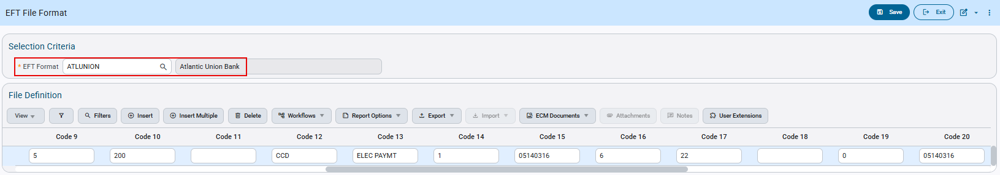 EFT File Format
Save Exit
Selection Criteria
* EFT Format ATLUNION Atlantic Union Bank
File Definition
View Filters Insert Insert Multiple Delete Workflows Report Options Export Import ECM Documents Attachments Notes User Extensions
Code 9 Code 10 Code 11 Code 12 Code 13 Code 14 Code 15 Code 16 Code 17 Code 18 Code 19 Code 20
5 200 CCD ELEC PAYMT 1 05140316 6 22 0 05140316